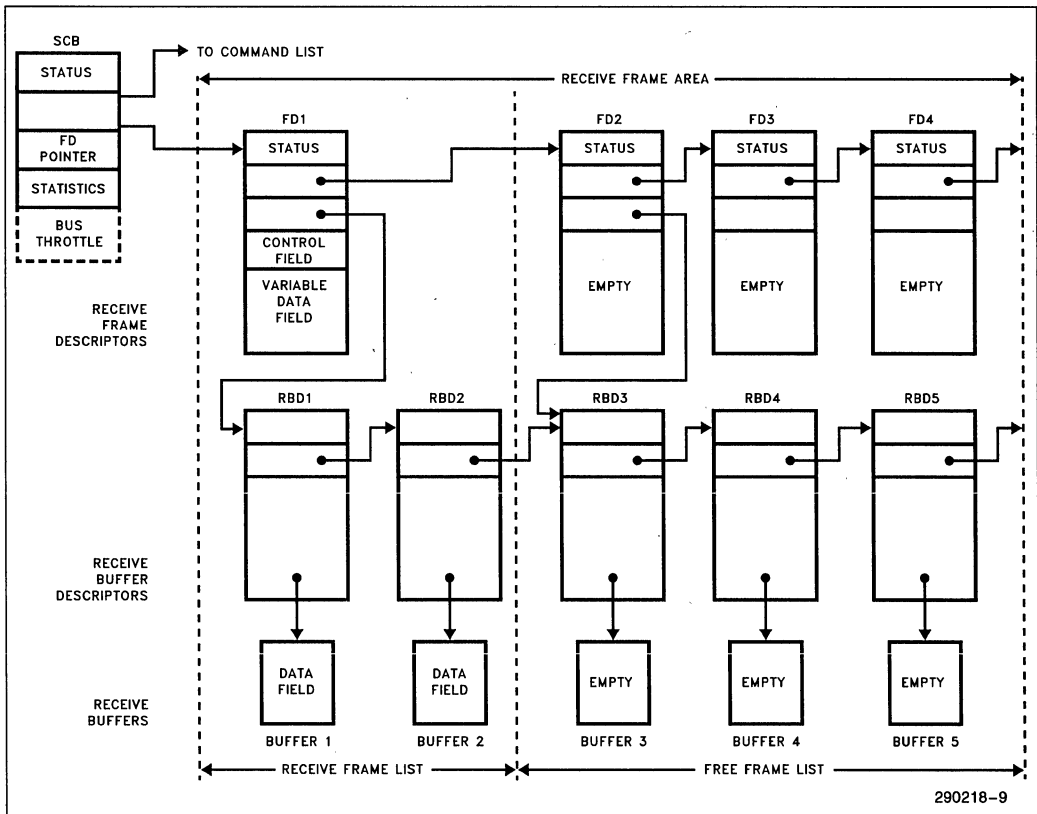 SCB
TO COMMAND LIST
STATUS
FD
POINTER
STATISTICS
BUS
THROTTLE
RECEIVE FRAME AREA
FD1
STATUS
CONTROL
FIELD
VARIABLE
DATA
FIELD
FD2
STATUS
EMPTY
FD3
STATUS
EMPTY
FD4
STATUS
EMPTY
RECEIVE
FRAME
DESCRIPTORS
RBD1
RBD2
RBD3
RBD4
RBD5
RECEIVE
BUFFER
DESCRIPTORS
DATA
FIELD
DATA
FIELD
EMPTY
EMPTY
EMPTY
RECEIVE
BUFFERS
BUFFER 1
BUFFER 2
BUFFER 3
BUFFER 4
BUFFER 5
RECEIVE FRAME LIST
FREE FRAME LIST
290218-9